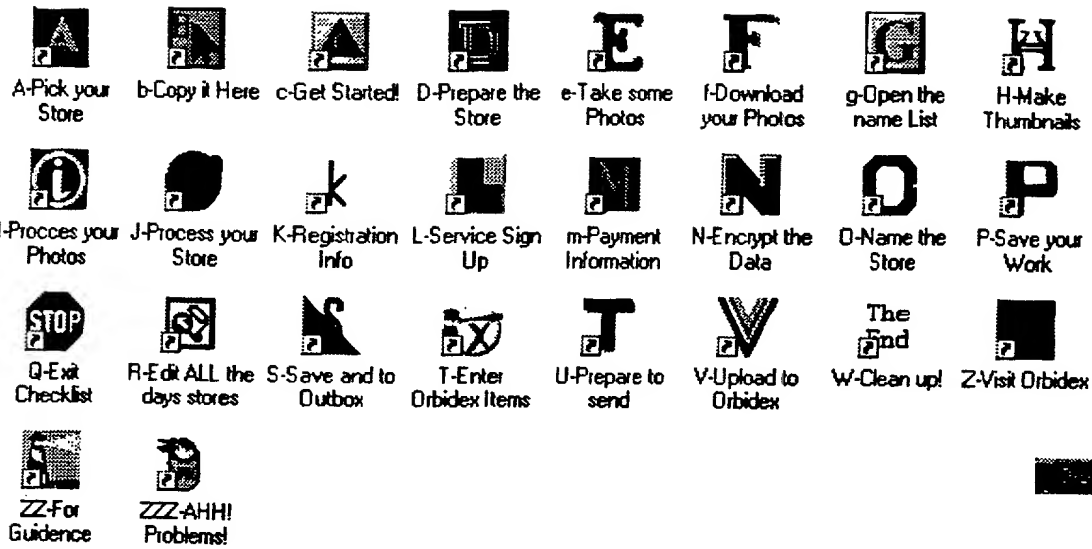 A-Pick your Store
b-Copy it Here
c-Get Started!
D-Prepare the Store
e-Take some Photos
f-Download your Photos
g-Open the name List
H-Make Thumbnails
I-Procces your Photos
J-Process your Store
K-Registration Info
L-Service Sign Up
m-Payment Information
N-Encrypt the Data
O-Name the Store
P-Save your Work
STOP
Q-Exit Checklist
R-Edit ALL the days stores
S-Save and to Outbox
T-Enter Orbidex Items
U-Prepare to send
V-Upload to Orbidex
The End
W-Clean up!
Z-Visit Orbidex
ZZ-For Guidence
ZZZ-AHH! Problems!